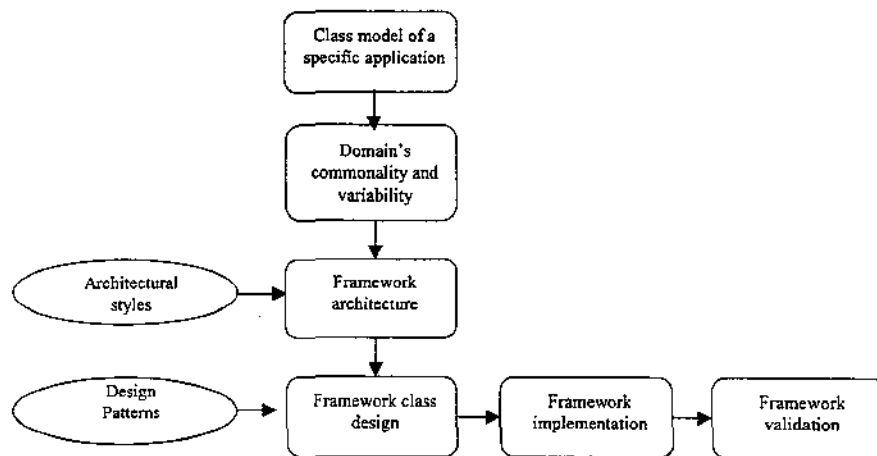 Class model of a
specific application
Domain's
commonality and
variability
Architectural
styles
Framework
architecture
Design
Patterns
Framework class
design
Framework
implementation
Framework
validation